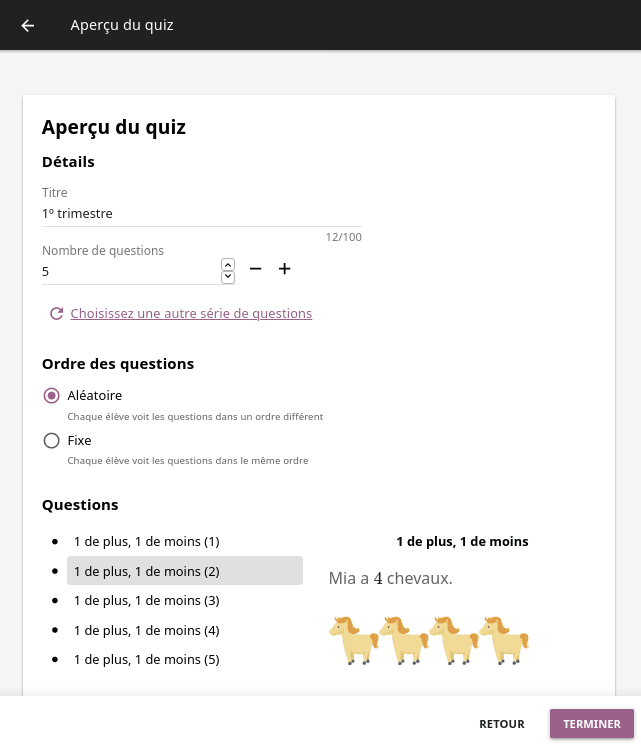 Aperçu du quiz
Aperçu du quiz
Détails
Titre
1º trimestre
12/100
Nombre de questions
5
Choisissez une autre série de questions
Ordre des questions
Aléatoire
Chaque élève voit les questions dans un ordre différent
Fixe
Chaque élève voit les questions dans le même ordre
Questions
1 de plus, 1 de moins (1)
1 de plus, 1 de moins (2)
1 de plus, 1 de moins (3)
1 de plus, 1 de moins (4)
1 de plus, 1 de moins (5)
1 de plus, 1 de moins
Mia a 4 chevaux.
RETOUR
TERMINER